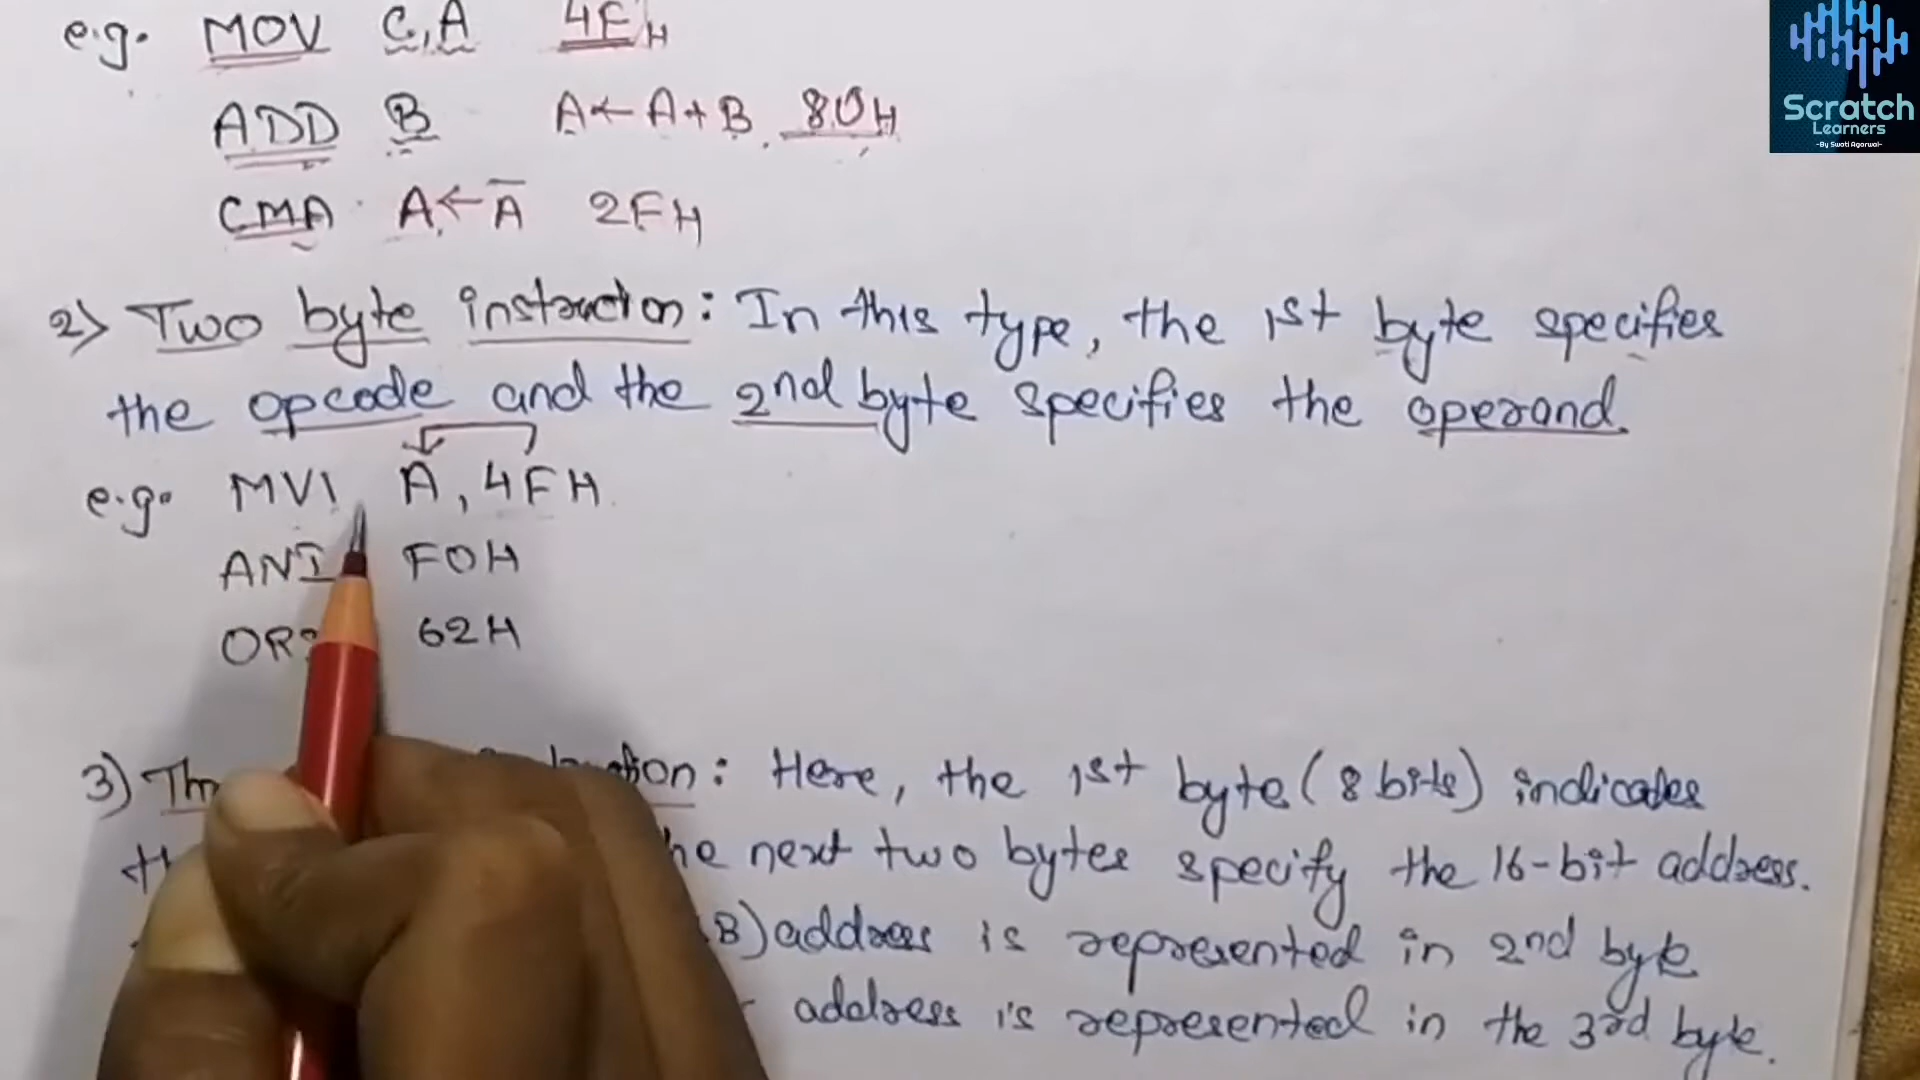 e.g. MOV C,A 4FH
ADD B A←A+B 80H
CMA A←A̅ 2FH
2) Two byte instruction: In this type, the 1st byte specifies
the opcode and the 2nd byte specifies the operand.
e.g. MVI A, 4FH
ANI F0H
62H
3) : Here, the 1st byte (8 bits) indicates
next two bytes specify the 16-bit address.
address is represented in 2nd byte
address is represented in the 3rd byte.
Scratch
Learners
-By Swati Agarwal-